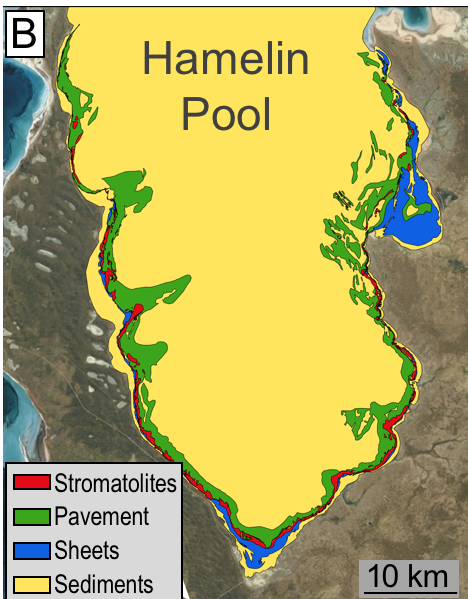 B
Hamelin
Pool
Stromatolites
Pavement
Sheets
Sediments
10 km